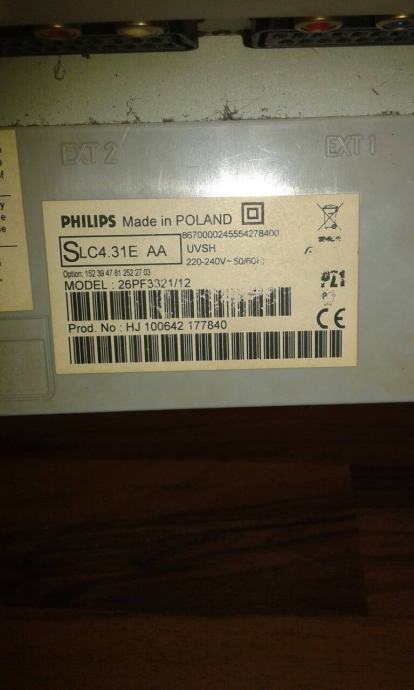 EXT 2
EXT 1
PHILIPS Made in POLAND
8670000245554278400
SLC4.31E AA
UVSH
220-240V~ 50/60Hz
Option: 152 39 47 81 252 27 03
MODEL : 26PF3321/12
PZ1
Prod. No : HJ 100642 177840
CE